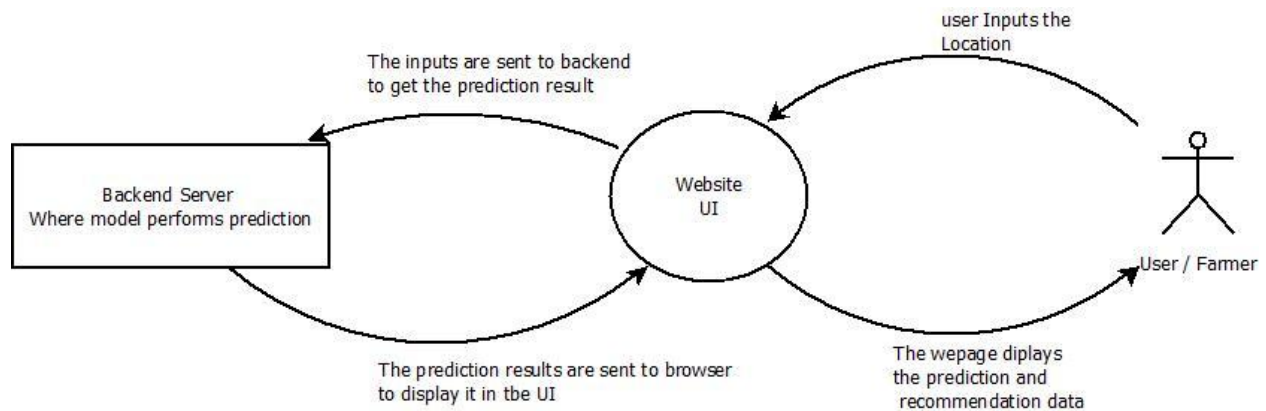 user Inputs the
Location
The inputs are sent to backend
to get the prediction result
Backend Server
Where model performs prediction
Website
UI
User / Farmer
The prediction results are sent to browser
to display it in tbe UI
The wepage diplays
the prediction and
recommendation data